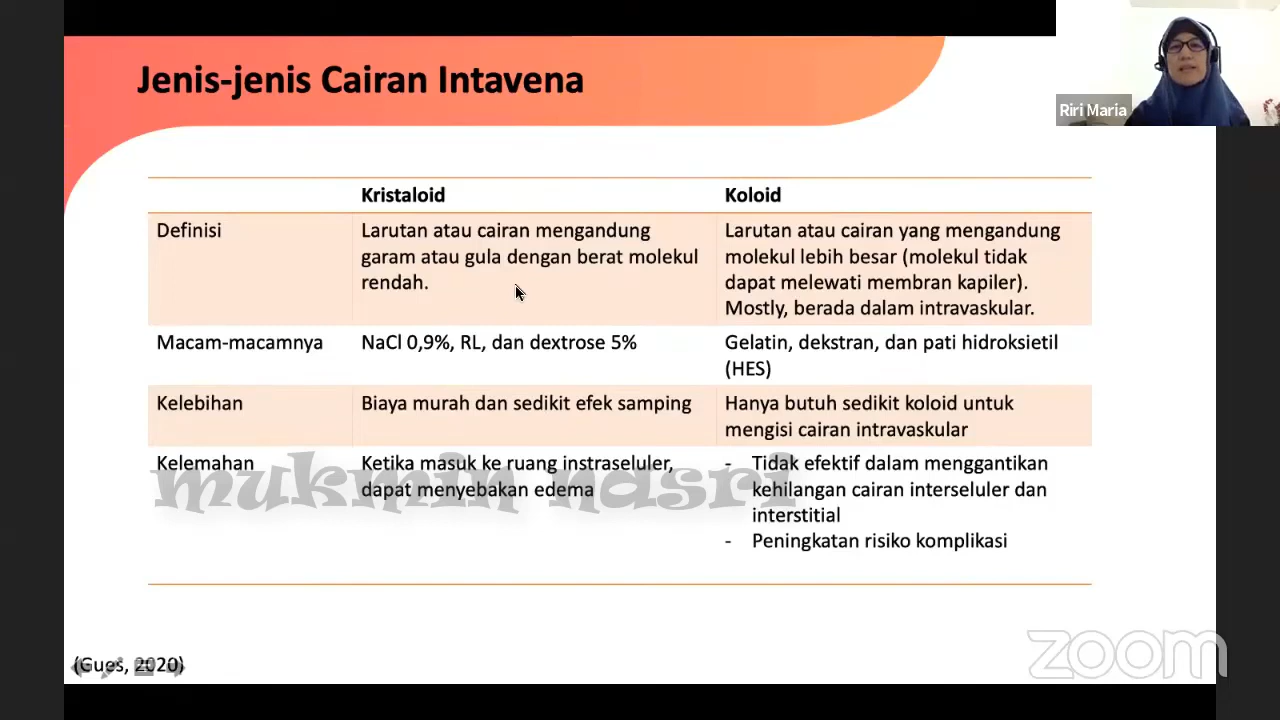 Jenis-jenis Cairan Intavena
Riri Maria
Kristaloid
Koloid
Definisi
Larutan atau cairan mengandung
garam atau gula dengan berat molekul
rendah.
Larutan atau cairan yang mengandung
molekul lebih besar (molekul tidak
dapat melewati membran kapiler).
Mostly, berada dalam intravaskular.
Macam-macamnya
NaCl 0,9%, RL, dan dextrose 5%
Gelatin, dekstran, dan pati hidroksietil
(HES)
Kelebihan
Biaya murah dan sedikit efek samping
Hanya butuh sedikit koloid untuk
mengisi cairan intravaskular
Kelemahan
Ketika masuk ke ruang instraseluler,
dapat menyebakan edema
- Tidak efektif dalam menggantikan
kehilangan cairan interseluler dan
interstitial
- Peningkatan risiko komplikasi
mukmin nasri
(Gues, 2020)
zoom